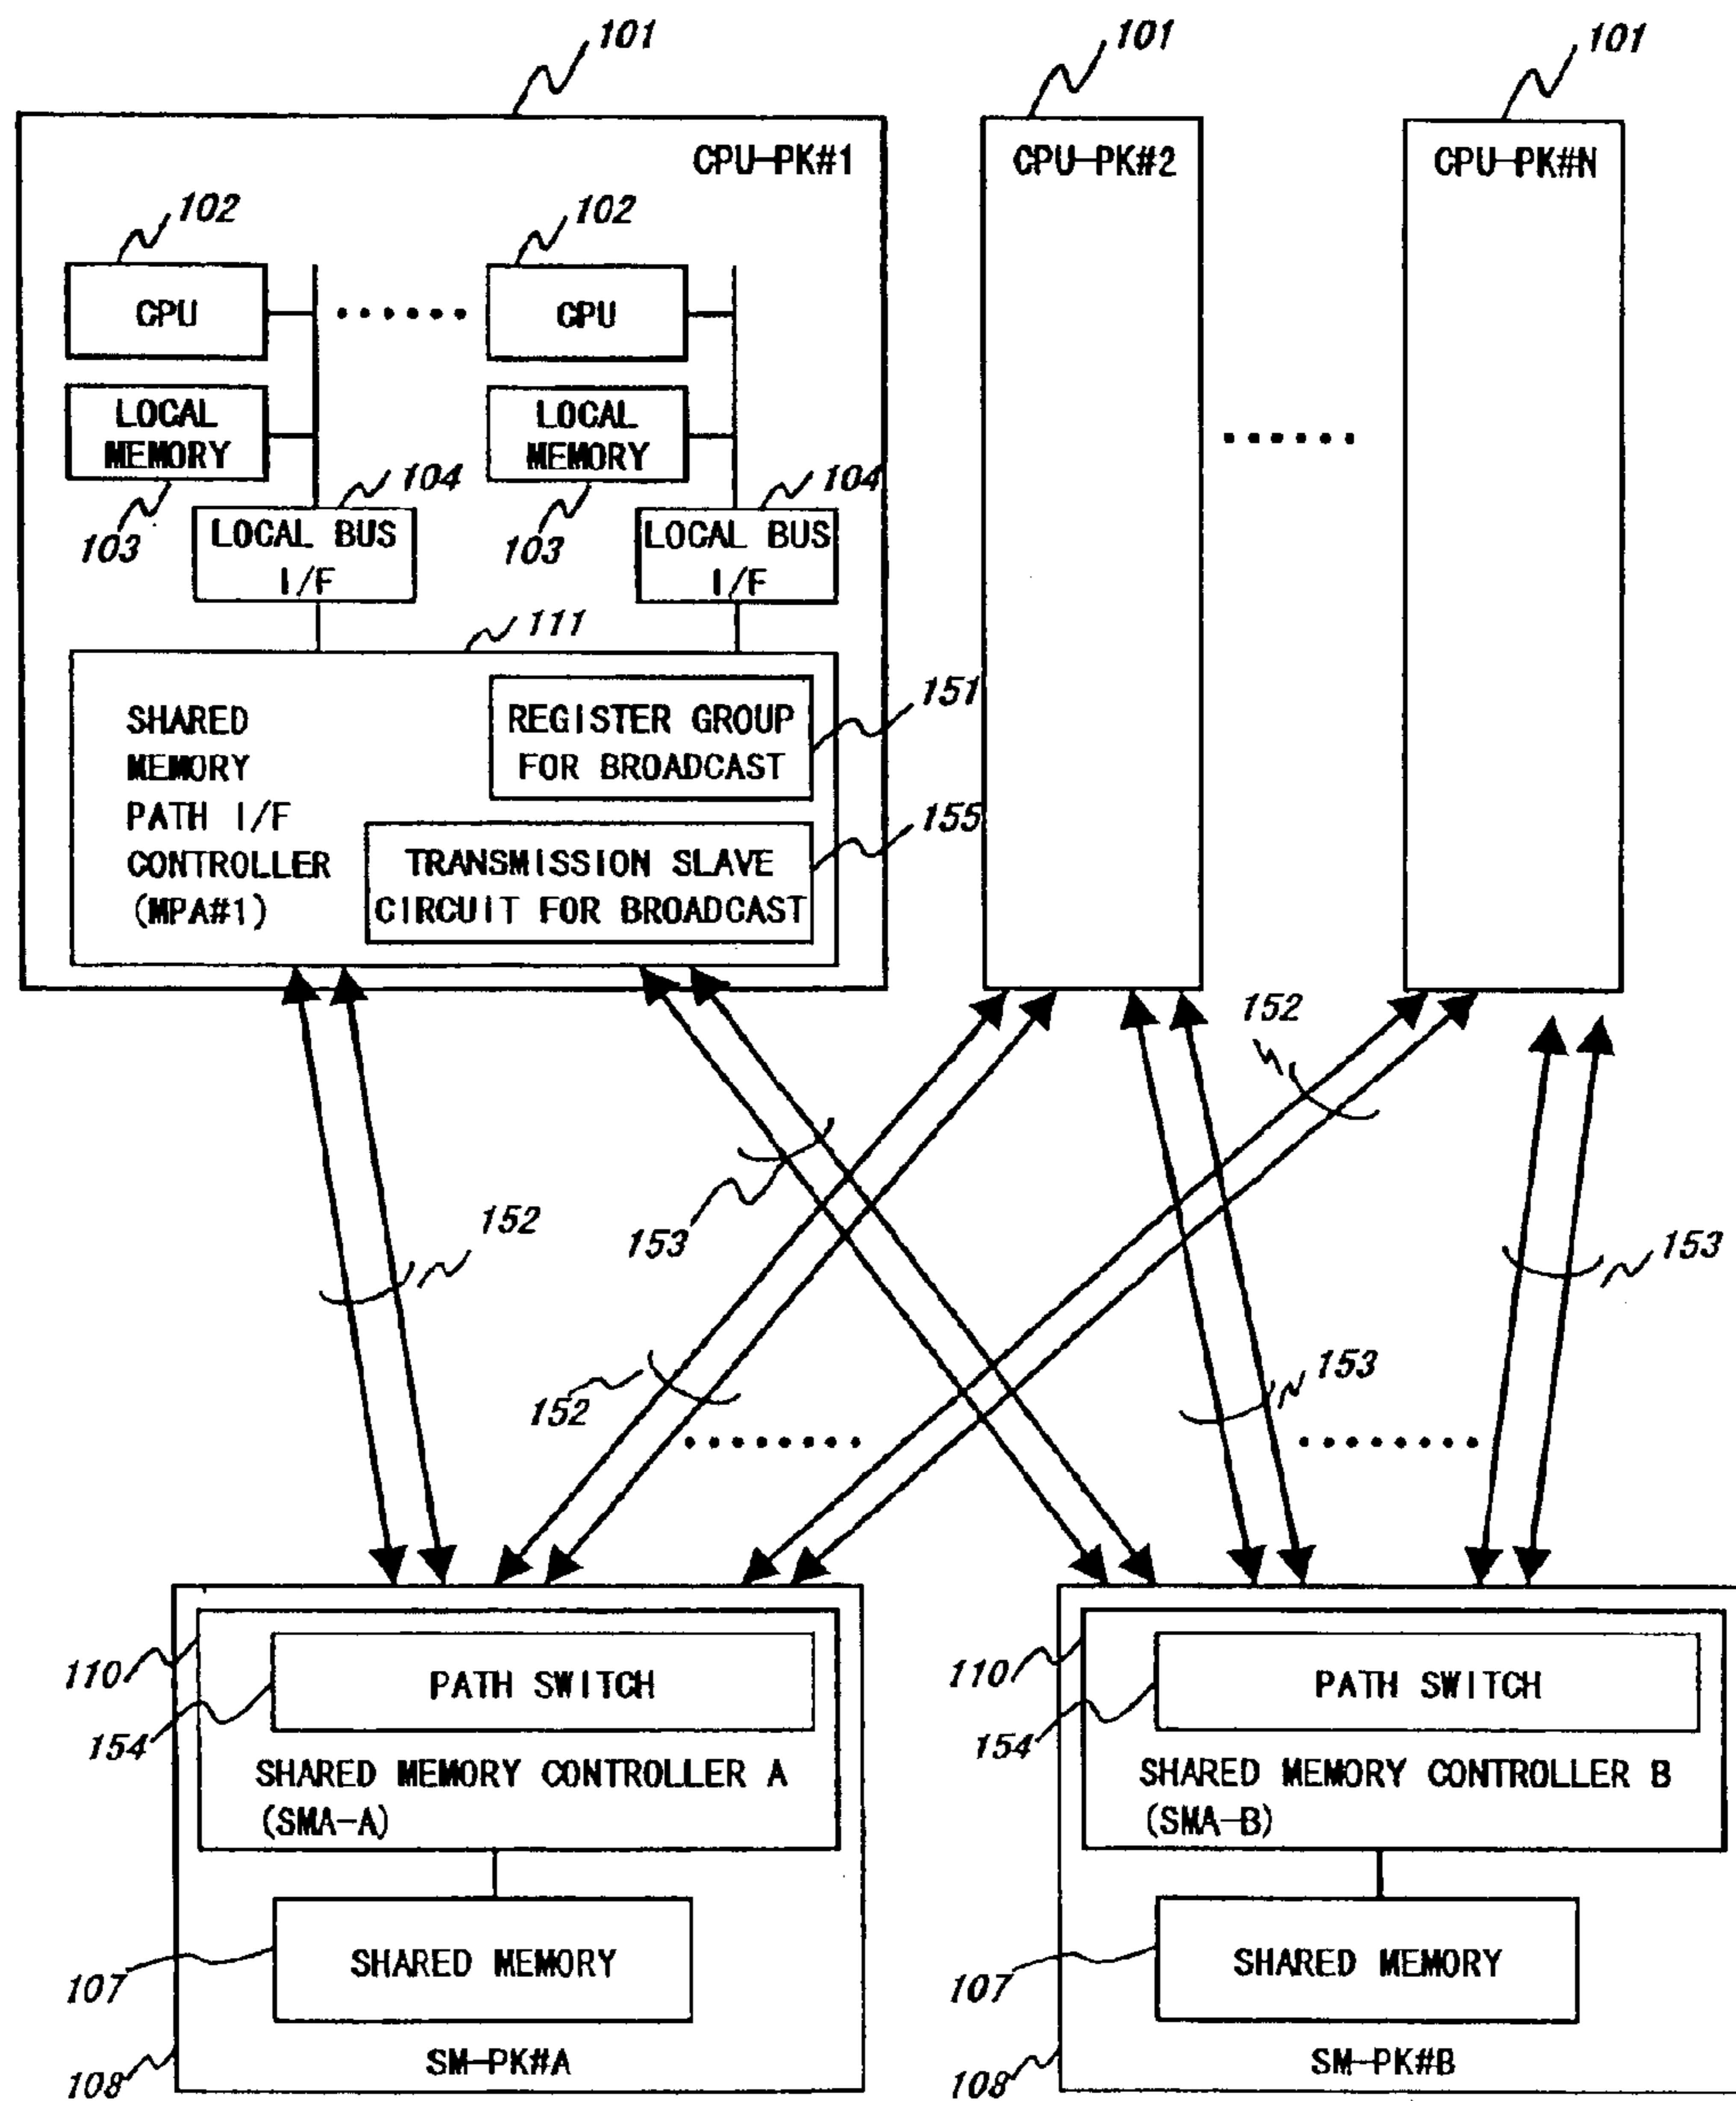 101
101
101
CPU-PK#1
CPU-PK#2
CPU-PK#N
102
102
CPU
CPU
LOCAL
MEMORY
LOCAL
MEMORY
104
104
103
103
LOCAL BUS
I/F
LOCAL BUS
I/F
111
SHARED
MEMORY
PATH I/F
CONTROLLER
(MPA#1)
REGISTER GROUP
FOR BROADCAST
151
TRANSMISSION SLAVE
CIRCUIT FOR BROADCAST
155
152
153
152
153
152
153
110
PATH SWITCH
154
SHARED MEMORY CONTROLLER A
(SMA-A)
SHARED MEMORY
107
SM-PK#A
108
110
PATH SWITCH
154
SHARED MEMORY CONTROLLER B
(SMA-B)
SHARED MEMORY
107
SM-PK#B
108